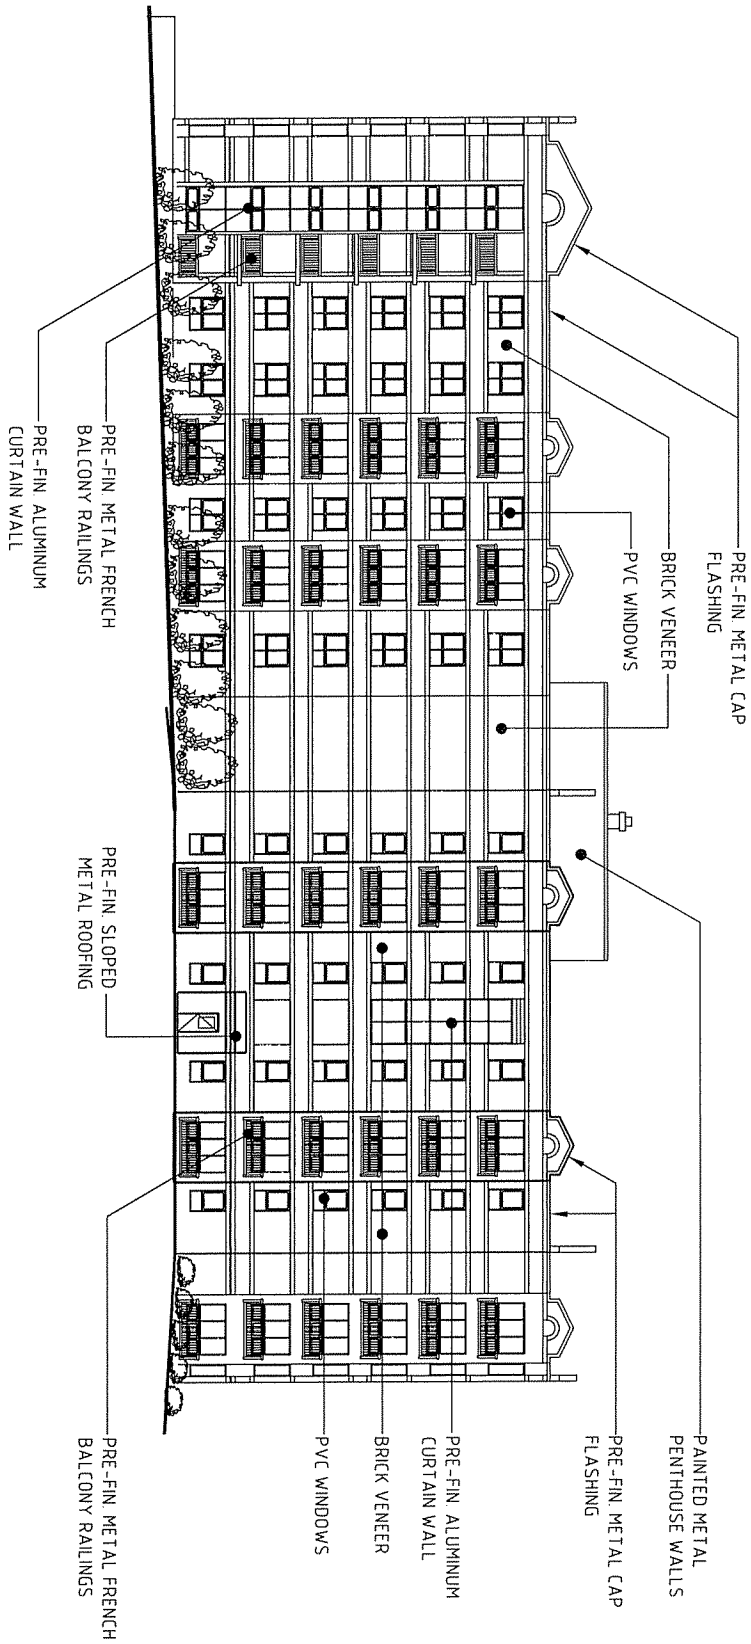 PRE-FIN. METAL CAP
FLASHING
BRICK VENEER
PVC WINDOWS
PRE-FIN. METAL FRENCH
BALCONY RAILINGS
PRE-FIN. ALUMINUM
CURTAIN WALL
PRE-FIN. SLOPED
METAL ROOFING
PAINTED METAL
PENTHOUSE WALLS
PRE-FIN. METAL CAP
FLASHING
PRE-FIN. ALUMINUM
CURTAIN WALL
BRICK VENEER
PVC WINDOWS
PRE-FIN. METAL FRENCH
BALCONY RAILINGS